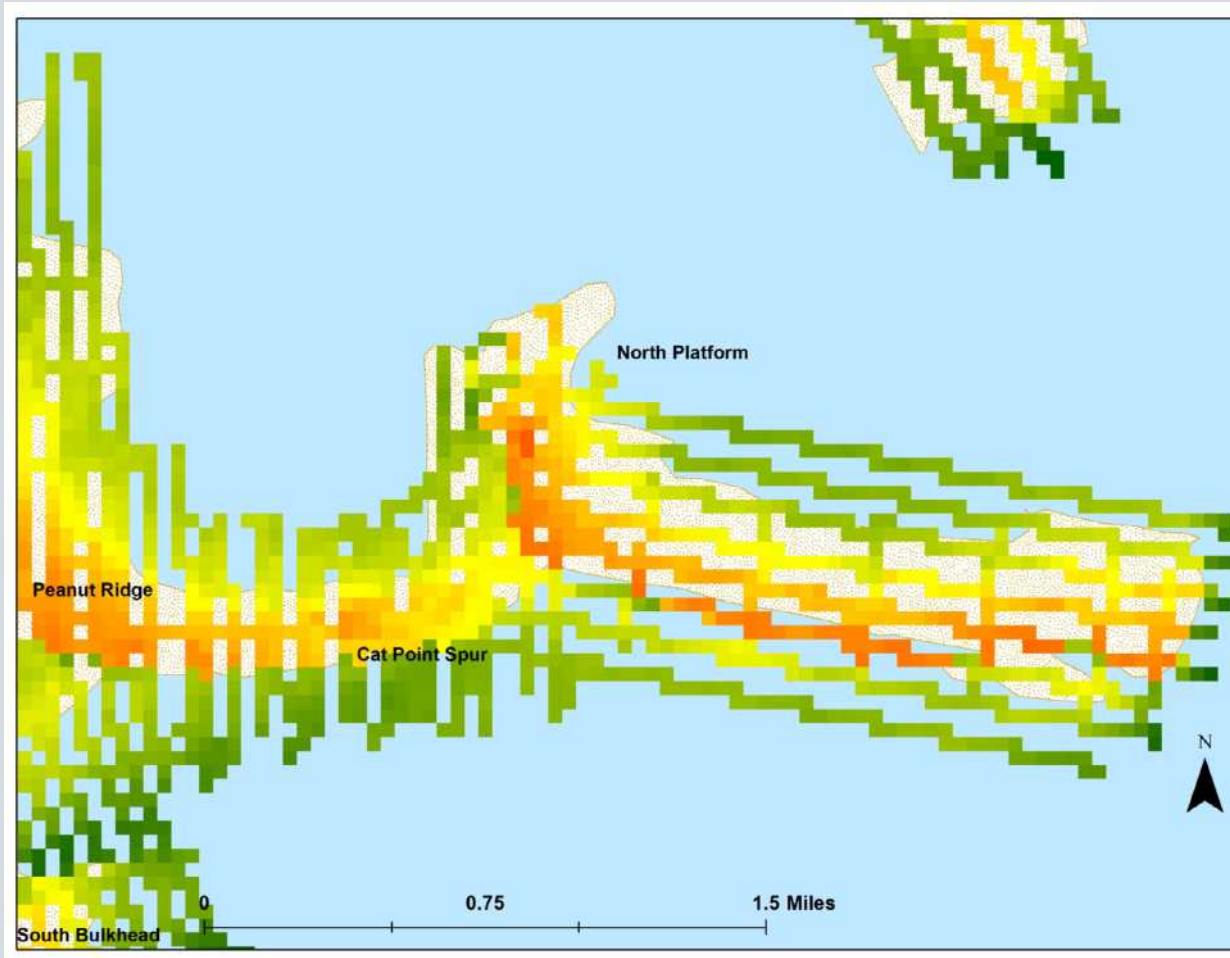 North Platform
Peanut Ridge
Cat Point Spur
N
0 0.75 1.5 Miles
South Bulkhead